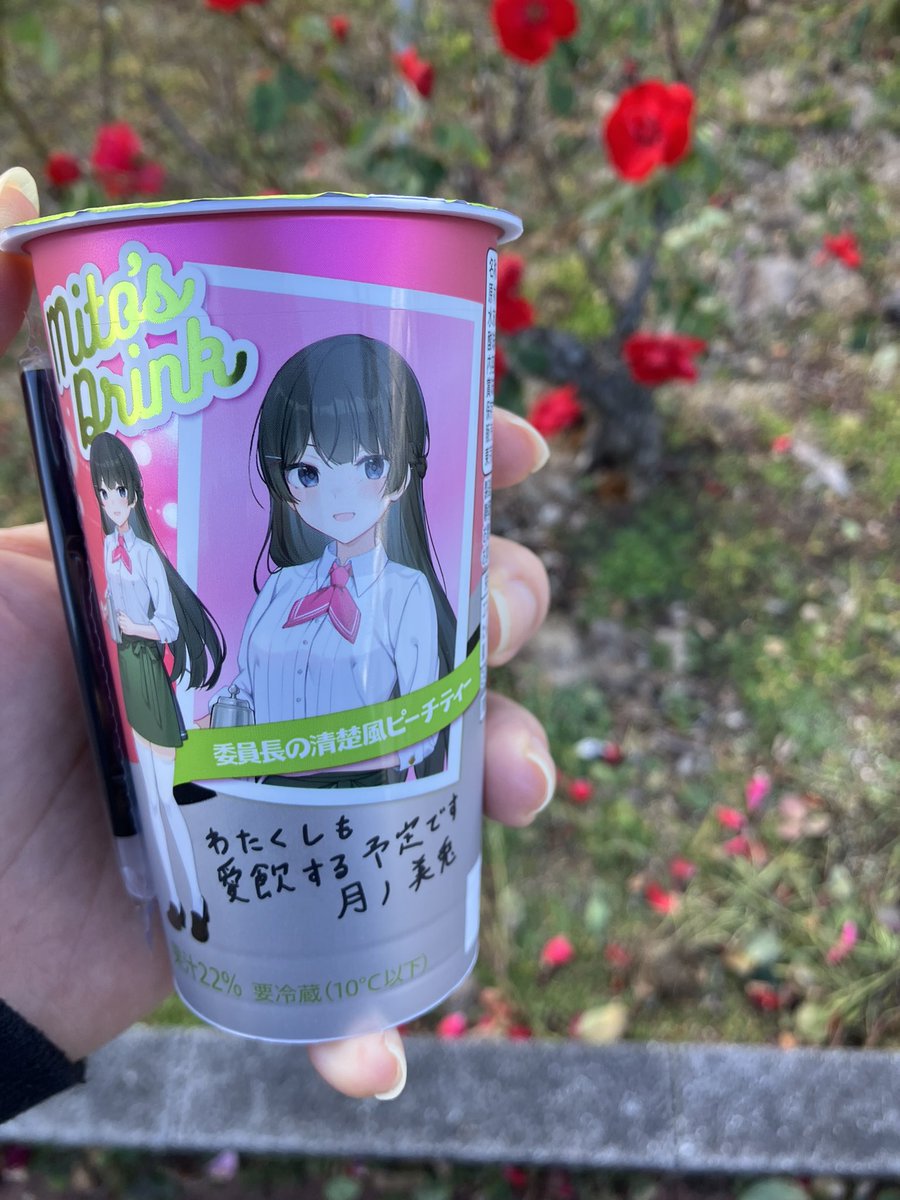 Mito's
Drink
委員長の清楚風ピーチティー
わたくしも
愛飲する予定です
月ノ美兎
果汁22% 要冷蔵(10℃以下)